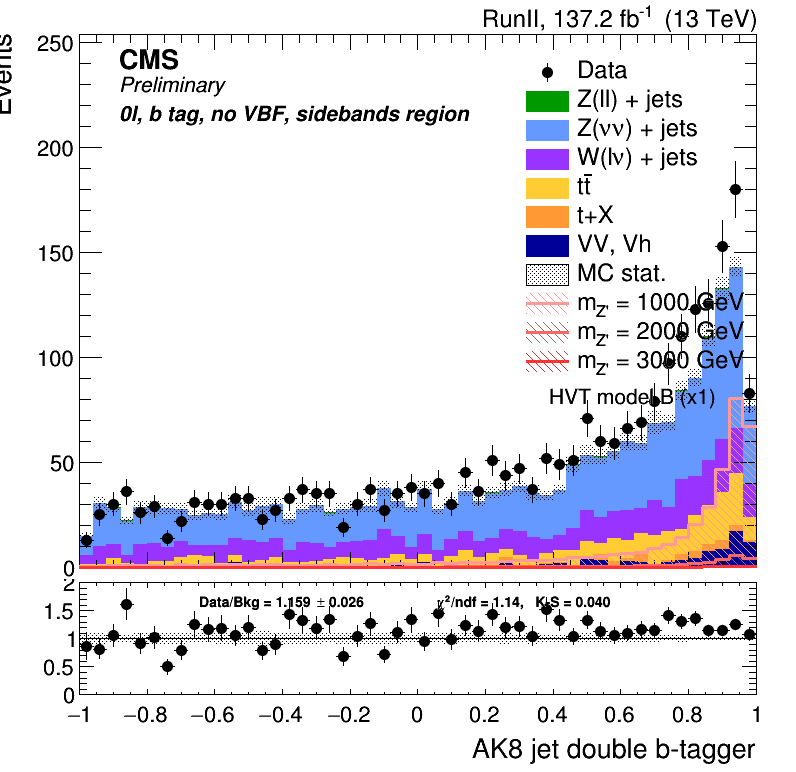 RunII, 137.2 fb⁻¹ (13 TeV)
Events
CMS
Preliminary
0l, b tag, no VBF, sidebands region
Data
Z(ll) + jets
Z(νν) + jets
W(lν) + jets
tt̄
t+X
VV, Vh
MC stat.
m_Z' = 1000 GeV
m_Z' = 2000 GeV
m_Z' = 3000 GeV
HVT model B (x1)
250
200
150
100
50
0
Data/Bkg = 1.159 ± 0.026
χ²/ndf = 1.14, K-S = 0.040
2
1.5
1
0.5
0
−1 −0.8 −0.6 −0.4 −0.2 0 0.2 0.4 0.6 0.8 1
AK8 jet double b-tagger